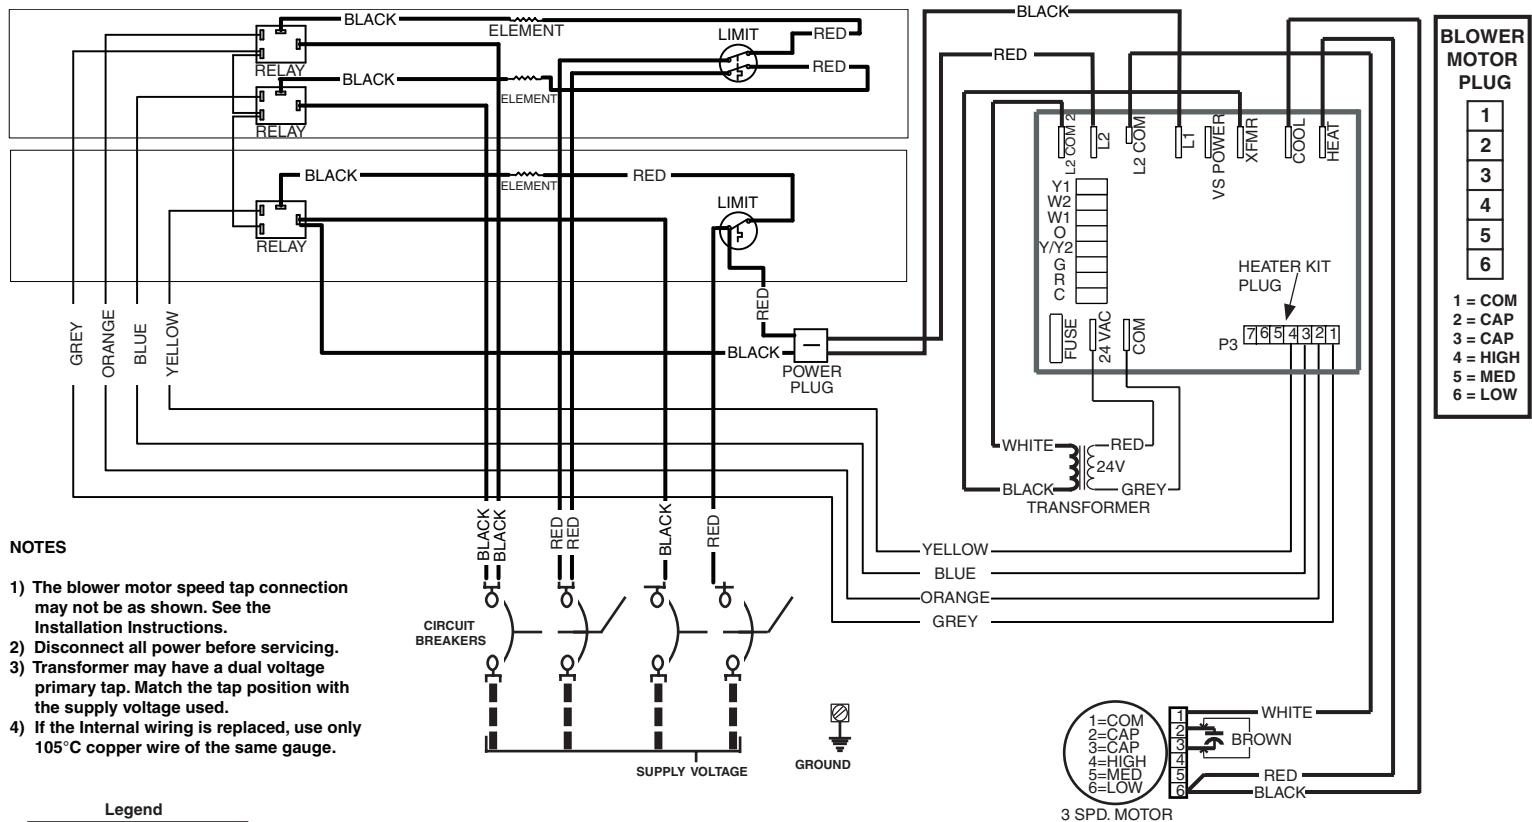 BLACK
ELEMENT
RED
LIMIT
RELAY
BLACK
RED
ELEMENT
RELAY
BLACK
ELEMENT
RED
LIMIT
RELAY
GREY
ORANGE
BLUE
YELLOW
RED
BLACK
POWER
PLUG
BLACK
RED
L2 COM 2
L2
L2 COM
L1
VS POWER
XFMR
COOL
HEAT
Y1
W2
W1
O
Y/Y2
G
R
C
HEATER KIT
PLUG
FUSE
24 VAC
COM
P3
7 6 5 4 3 2 1
WHITE
RED
24V
BLACK
GREY
TRANSFORMER
BLOWER
MOTOR
PLUG
1
2
3
4
5
6
1 = COM
2 = CAP
3 = CAP
4 = HIGH
5 = MED
6 = LOW
BLACK
BLACK
RED
RED
BLACK
RED
YELLOW
BLUE
ORANGE
GREY
CIRCUIT
BREAKERS
SUPPLY VOLTAGE
GROUND
NOTES
1) The blower motor speed tap connection
may not be as shown. See the
Installation Instructions.
2) Disconnect all power before servicing.
3) Transformer may have a dual voltage
primary tap. Match the tap position with
the supply voltage used.
4) If the Internal wiring is replaced, use only
105°C copper wire of the same gauge.
Legend
1=COM
2=CAP
3=CAP
4=HIGH
5=MED
6=LOW
1
2
3
4
5
6
WHITE
BROWN
RED
BLACK
3 SPD. MOTOR